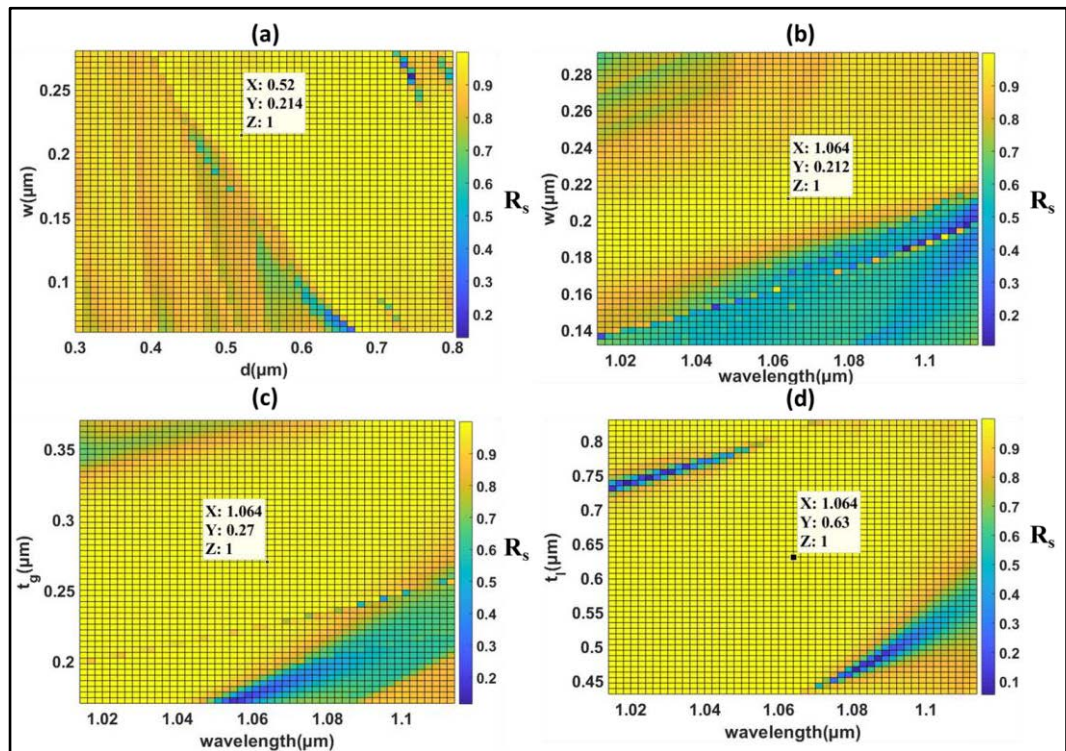 (a)
0.25
0.2
0.15
0.1
w(µm)
0.3 0.4 0.5 0.6 0.7 0.8
d(µm)
X: 0.52
Y: 0.214
Z: 1
0.9
0.8
0.7
0.6
0.5
0.4
0.3
0.2
Rs
(b)
0.28
0.26
0.24
0.22
0.2
0.18
0.16
0.14
w(µm)
1.02 1.04 1.06 1.08 1.1
wavelength(µm)
X: 1.064
Y: 0.212
Z: 1
0.9
0.8
0.7
0.6
0.5
0.4
0.3
0.2
Rs
(c)
0.35
0.3
0.25
0.2
t_g(µm)
1.02 1.04 1.06 1.08 1.1
wavelength(µm)
X: 1.064
Y: 0.27
Z: 1
0.9
0.8
0.7
0.6
0.5
0.4
0.3
0.2
Rs
(d)
0.8
0.75
0.7
0.65
0.6
0.55
0.5
0.45
t_l(µm)
1.02 1.04 1.06 1.08 1.1
wavelength(µm)
X: 1.064
Y: 0.63
Z: 1
0.9
0.8
0.7
0.6
0.5
0.4
0.3
0.2
0.1
Rs